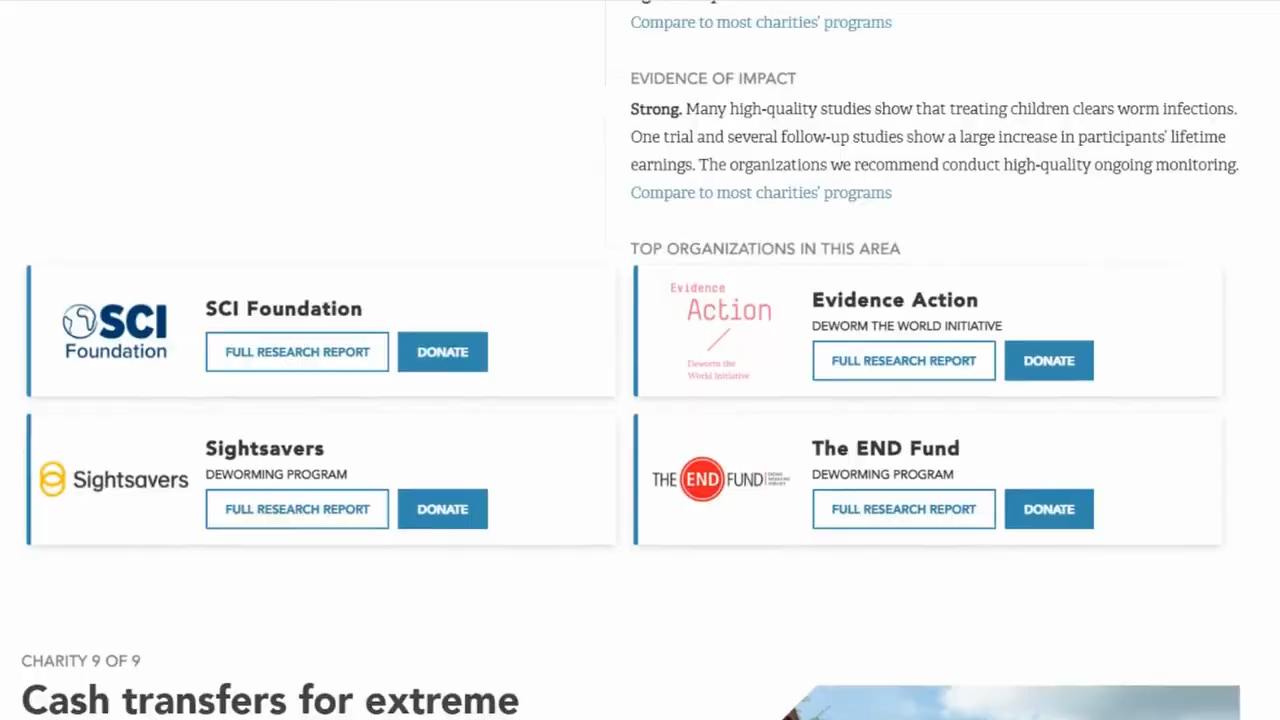 Compare to most charities' programs
EVIDENCE OF IMPACT
Strong. Many high-quality studies show that treating children clears worm infections.
One trial and several follow-up studies show a large increase in participants' lifetime
earnings. The organizations we recommend conduct high-quality ongoing monitoring.
Compare to most charities' programs
TOP ORGANIZATIONS IN THIS AREA
SCI
Foundation
SCI Foundation
FULL RESEARCH REPORT
DONATE
Evidence
Action
Deworm the
World Initiative
Evidence Action
DEWORM THE WORLD INITIATIVE
FULL RESEARCH REPORT
DONATE
Sightsavers
Sightsavers
DEWORMING PROGRAM
FULL RESEARCH REPORT
DONATE
THE END FUND
The END Fund
DEWORMING PROGRAM
FULL RESEARCH REPORT
DONATE
CHARITY 9 OF 9
Cash transfers for extreme